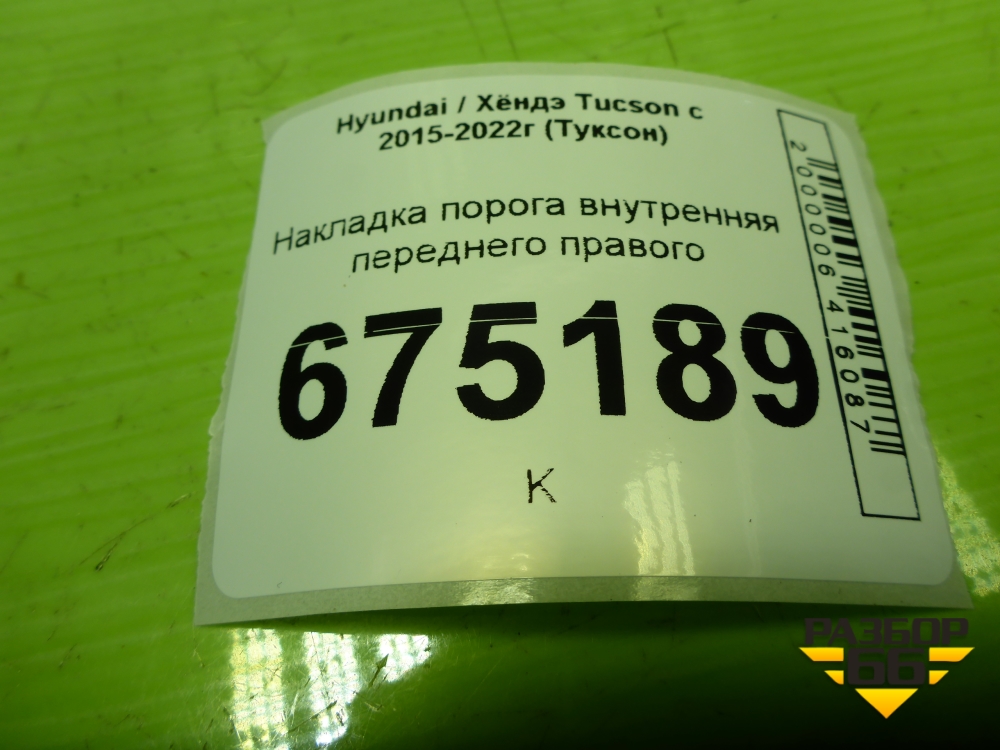 Hyundai / Хёндэ Tucson с
2015-2022г (Туксон)
Накладка порога внутренняя
переднего правого
675189
К
2000006416087
РАЗБОР
66